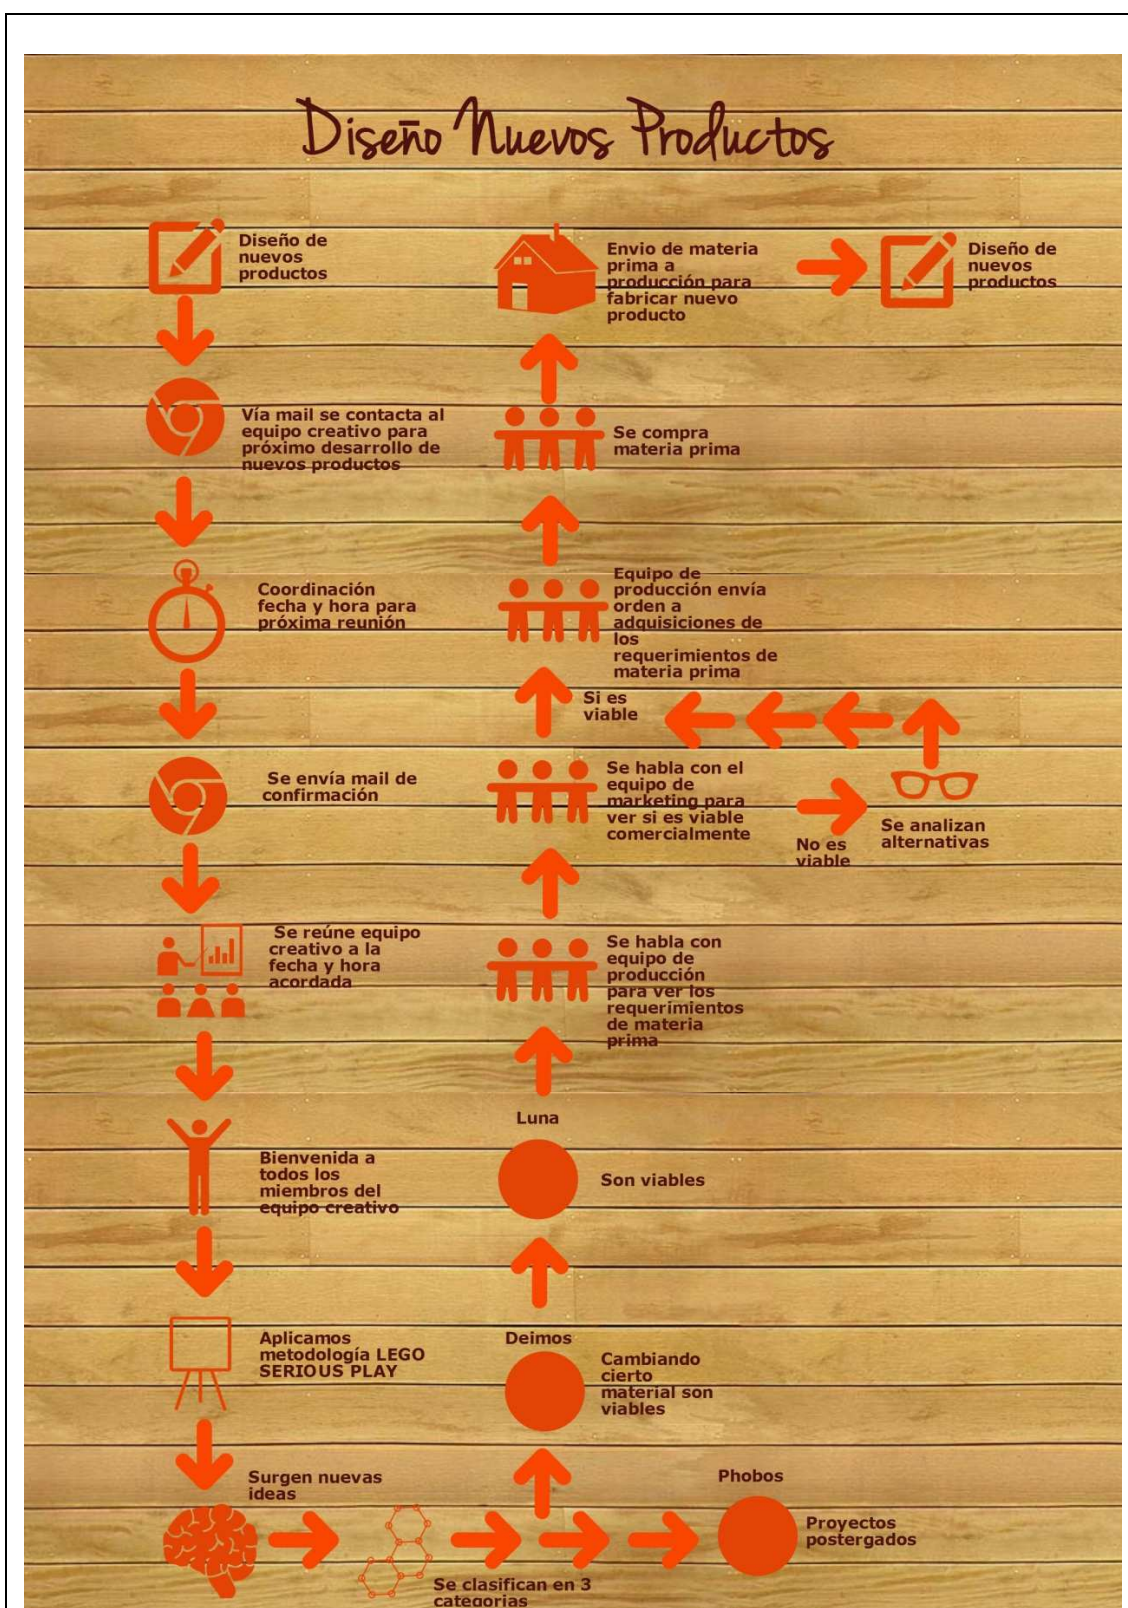 Diseño Nuevos Productos
Diseño de
nuevos
productos
Vía mail se contacta al
equipo creativo para
próximo desarrollo de
nuevos productos
Coordinación
fecha y hora para
próxima reunión
Se envía mail de
confirmación
Se reúne equipo
creativo a la
fecha y hora
acordada
Bienvenida a
todos los
miembros del
equipo creativo
Aplicamos
metodología LEGO
SERIOUS PLAY
Surgen nuevas
ideas
Se clasifican en 3
categorias
Phobos
Proyectos
postergados
Deimos
Cambiando
cierto
material son
viables
Luna
Son viables
Se habla con
equipo de
producción
para ver los
requerimientos
de materia
prima
Se habla con el
equipo de
marketing para
ver si es viable
comercialmente
No es
viable
Se analizan
alternativas
Si es
viable
Equipo de
producción envía
orden a
adquisiciones de
los
requerimientos de
materia prima
Se compra
materia prima
Envio de materia
prima a
producción para
fabricar nuevo
producto
Diseño de
nuevos
productos